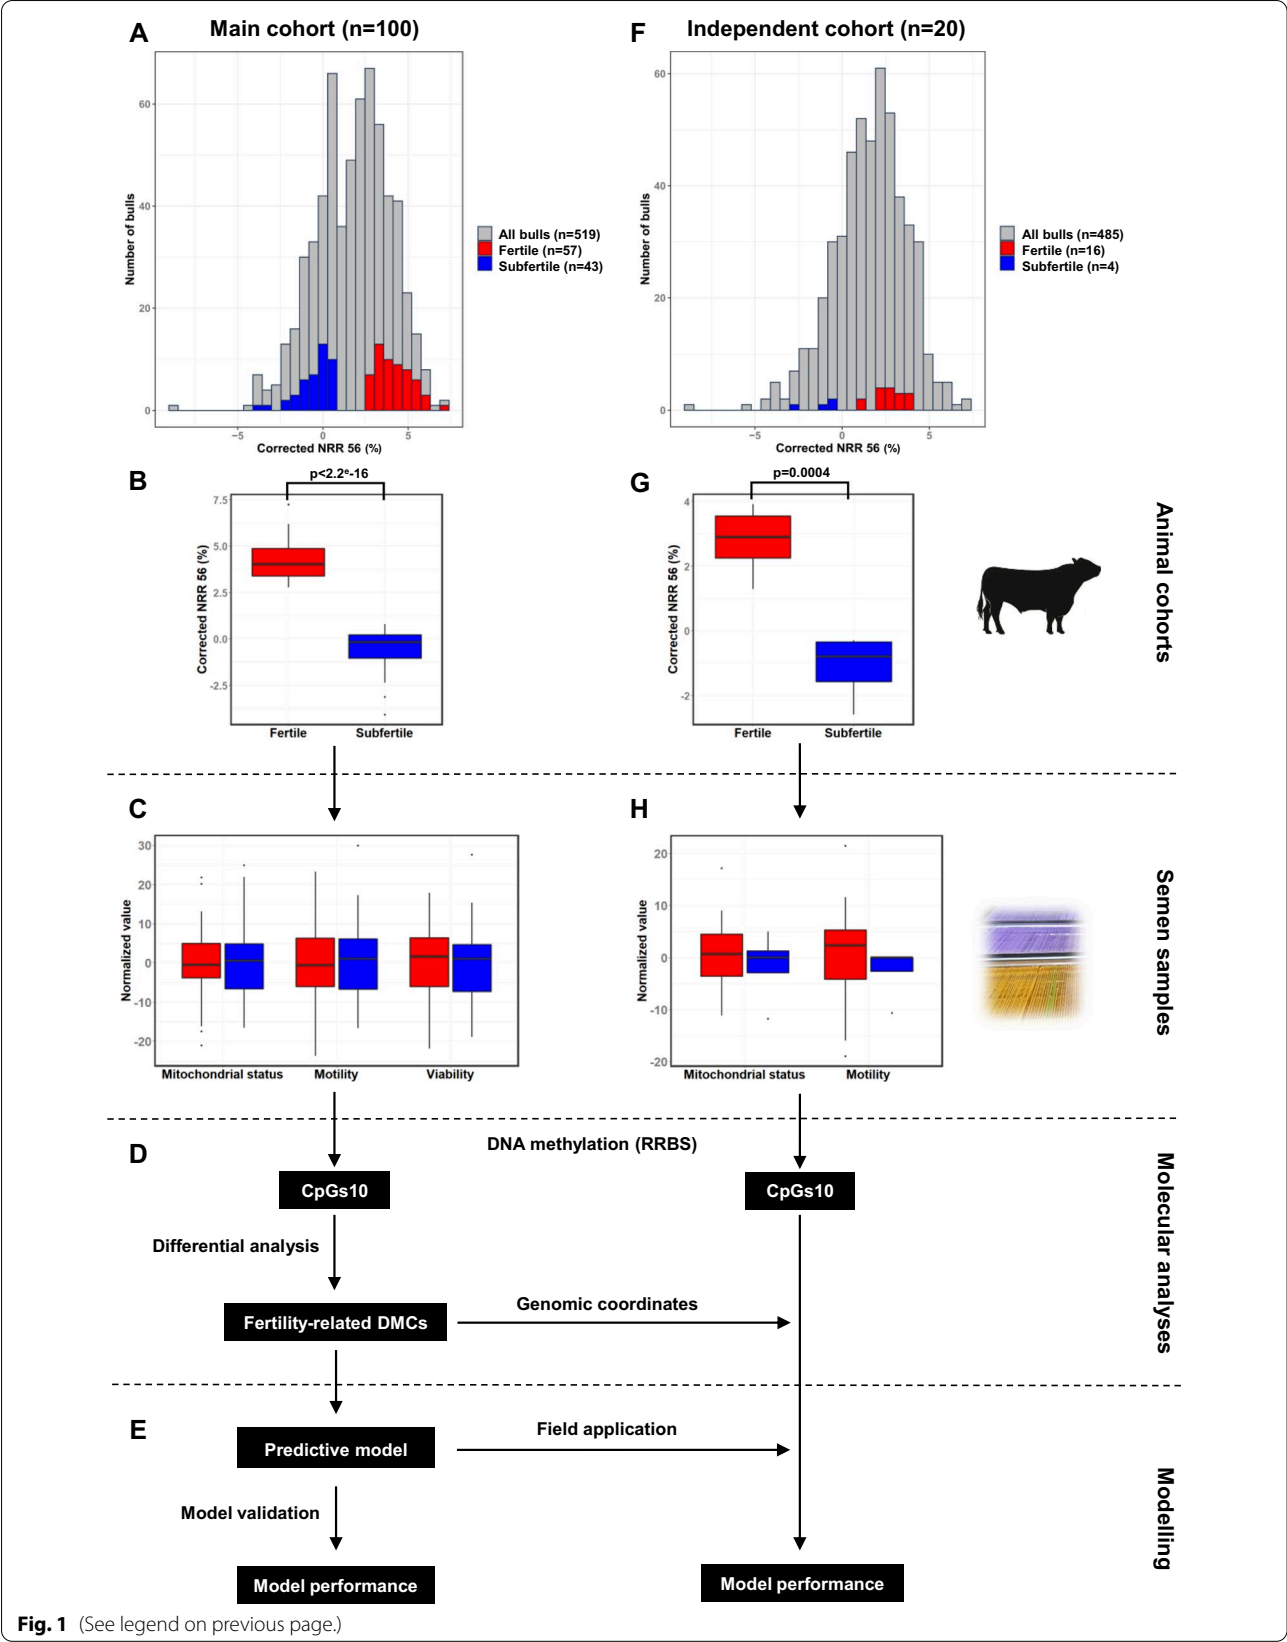 A
Main cohort (n=100)
60
40
20
0
Number of bulls
−5
0
5
Corrected NRR 56 (%)
All bulls (n=519)
Fertile (n=57)
Subfertile (n=43)
F
Independent cohort (n=20)
60
40
20
0
Number of bulls
−5
0
5
Corrected NRR 56 (%)
All bulls (n=485)
Fertile (n=16)
Subfertile (n=4)
B
p<2.2e-16
7.5
5.0
2.5
0.0
-2.5
Corrected NRR 56 (%)
Fertile
Subfertile
G
p=0.0004
4
2
0
-2
Corrected NRR 56 (%)
Fertile
Subfertile
Animal cohorts
C
30
20
10
0
-10
-20
Normalized value
Mitochondrial status
Motility
Viability
H
20
10
0
-10
-20
Normalized value
Mitochondrial status
Motility
Semen samples
D
DNA methylation (RRBS)
CpGs10
CpGs10
Differential analysis
Genomic coordinates
Fertility-related DMCs
Molecular analyses
E
Field application
Predictive model
Model validation
Model performance
Model performance
Modelling
Fig. 1 (See legend on previous page.)